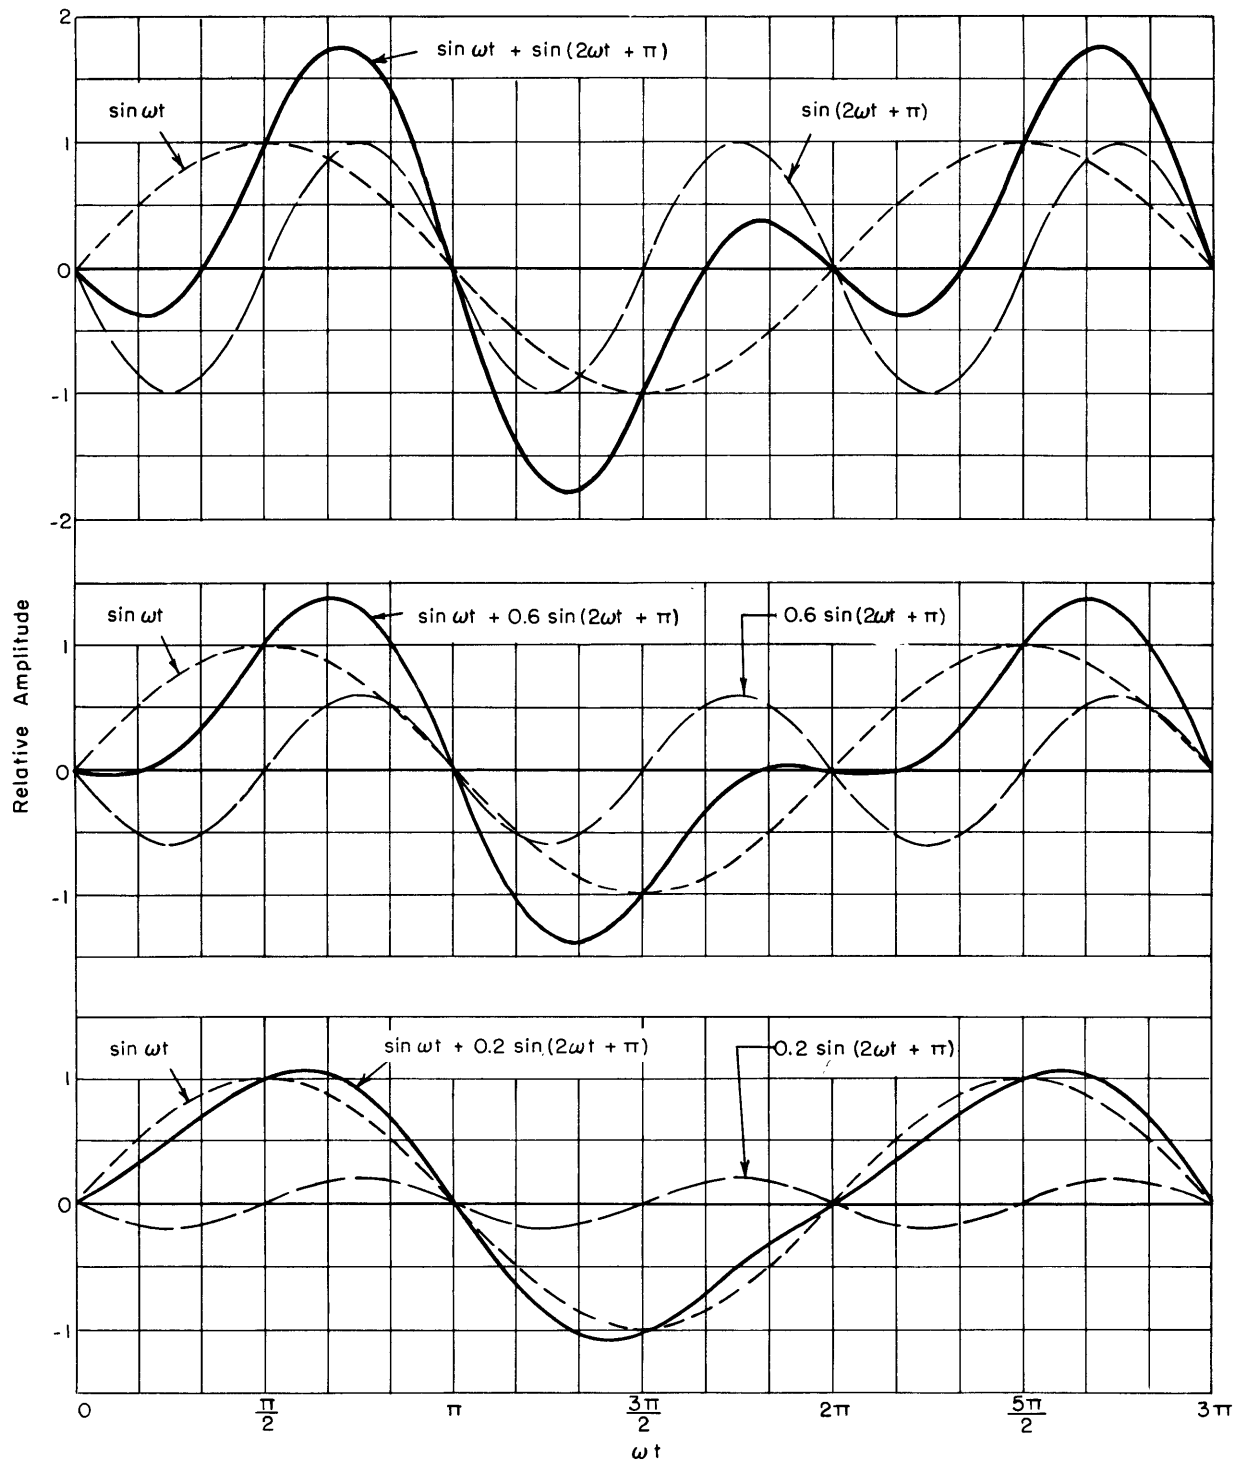 2
sin ωt + sin (2ωt + π)
sin ωt
sin (2ωt + π)
1
0
-1
-2
Relative Amplitude
sin ωt
sin ωt + 0.6 sin (2ωt + π)
0.6 sin (2ωt + π)
1
0
-1
sin ωt
sin ωt + 0.2 sin (2ωt + π)
0.2 sin (2ωt + π)
1
0
-1
0 π/2 π 3π/2 2π 5π/2 3π
ωt